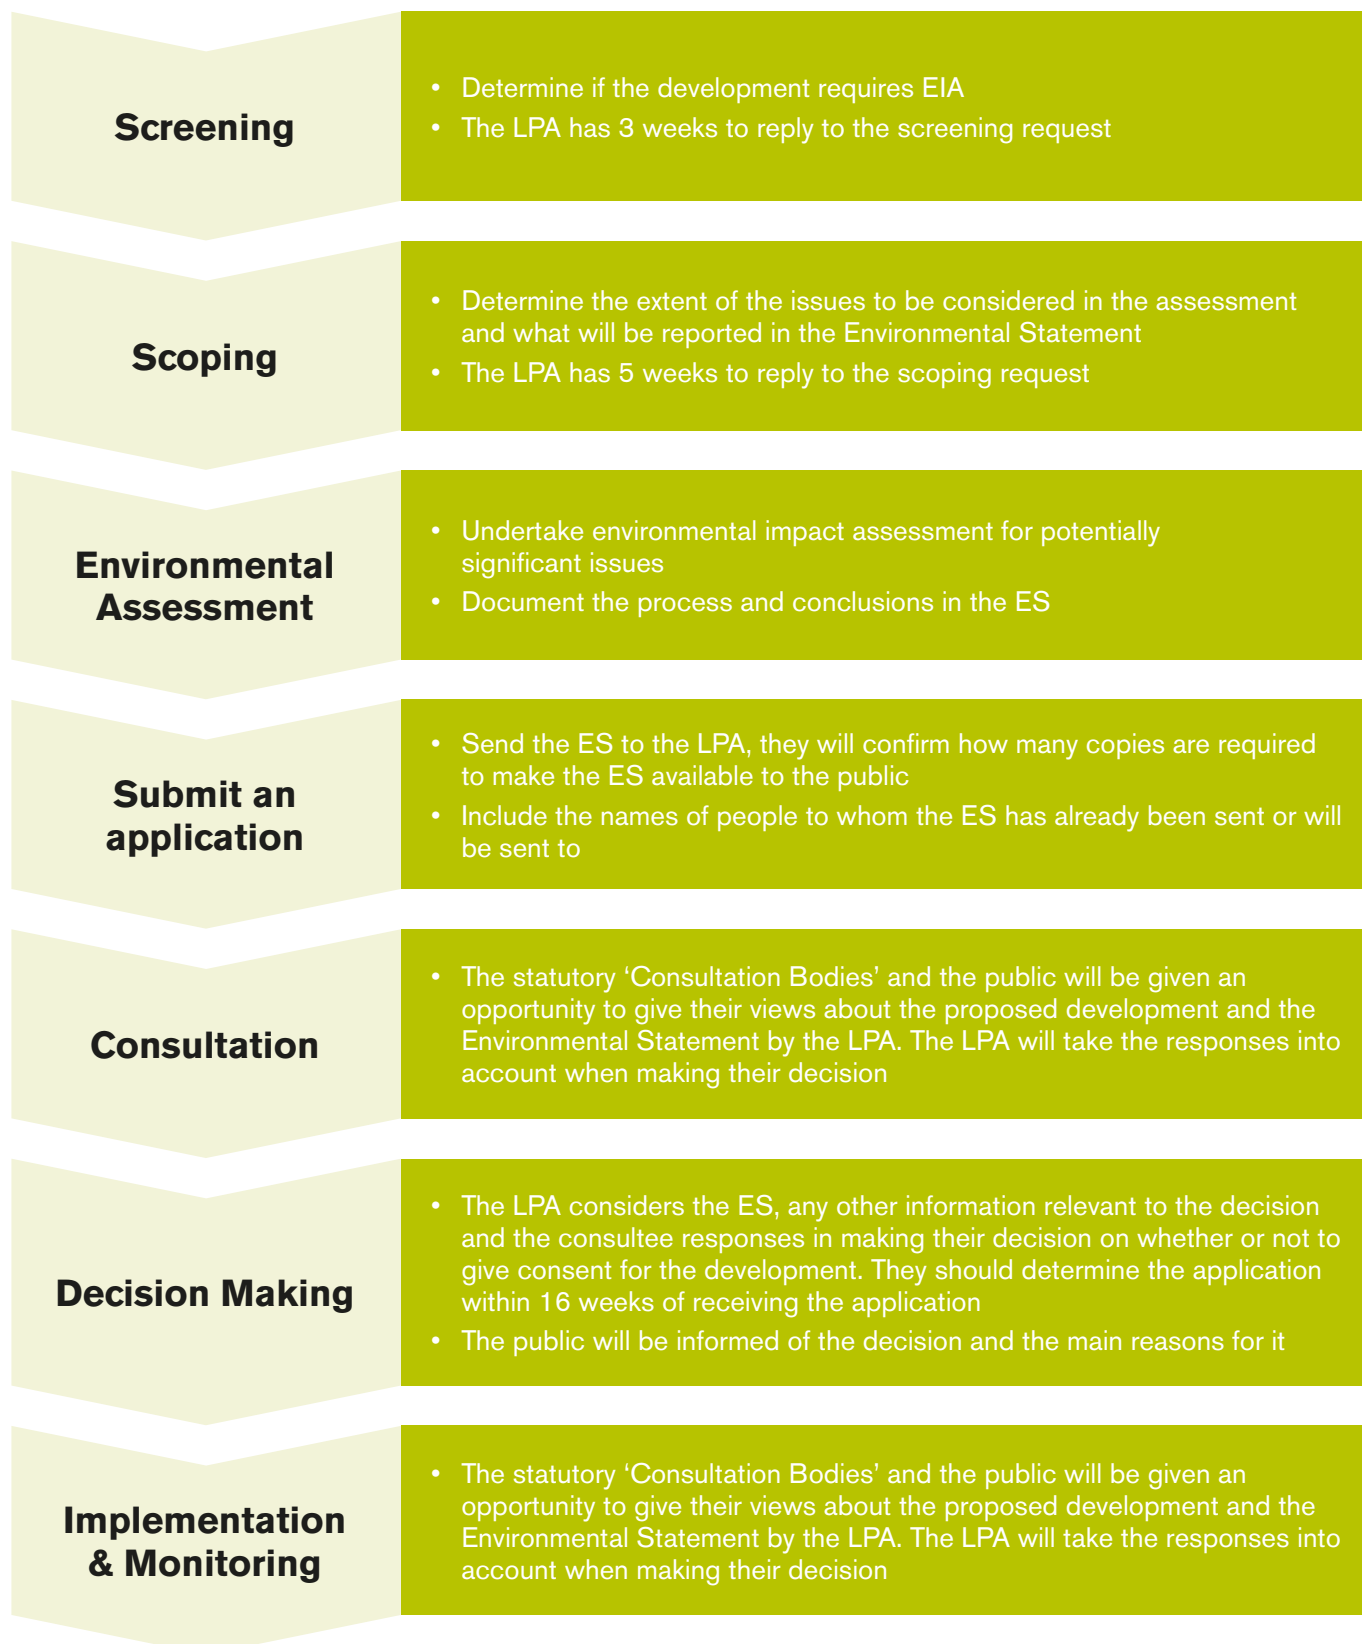 Screening
• Determine if the development requires EIA
• The LPA has 3 weeks to reply to the screening request
Scoping
• Determine the extent of the issues to be considered in the assessment
and what will be reported in the Environmental Statement
• The LPA has 5 weeks to reply to the scoping request
Environmental
Assessment
• Undertake environmental impact assessment for potentially
significant issues
• Document the process and conclusions in the ES
Submit an
application
• Send the ES to the LPA, they will confirm how many copies are required
to make the ES available to the public
• Include the names of people to whom the ES has already been sent or will
be sent to
Consultation
• The statutory ‘Consultation Bodies’ and the public will be given an
opportunity to give their views about the proposed development and the
Environmental Statement by the LPA. The LPA will take the responses into
account when making their decision
Decision Making
• The LPA considers the ES, any other information relevant to the decision
and the consultee responses in making their decision on whether or not to
give consent for the development. They should determine the application
within 16 weeks of receiving the application
• The public will be informed of the decision and the main reasons for it
Implementation
& Monitoring
• The statutory ‘Consultation Bodies’ and the public will be given an
opportunity to give their views about the proposed development and the
Environmental Statement by the LPA. The LPA will take the responses into
account when making their decision